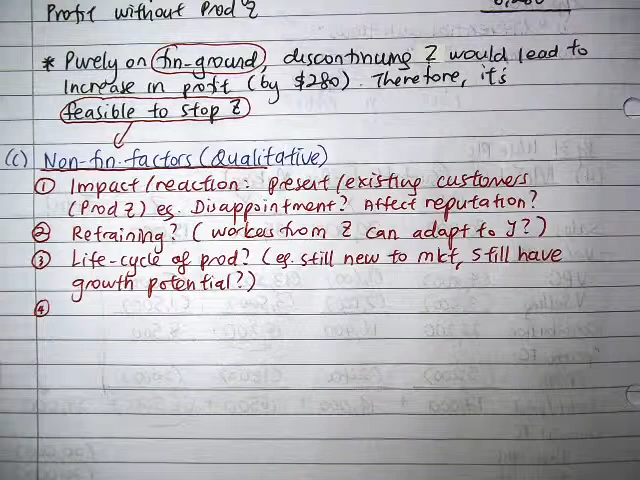 Profit without Prod Z
* Purely on fin-ground, discontinuing Z would lead to
increase in profit (by $280). Therefore, it's
feasible to stop Z
(c) Non-fin. factors (Qualitative)
① Impact/reaction: present/existing customers
(Prod Z) eg. Disappointment? Affect reputation?
② Retraining? (workers from Z can adapt to Y?)
③ Life-cycle of prod? (eg. still new to mkt, still have
growth potential?)
④